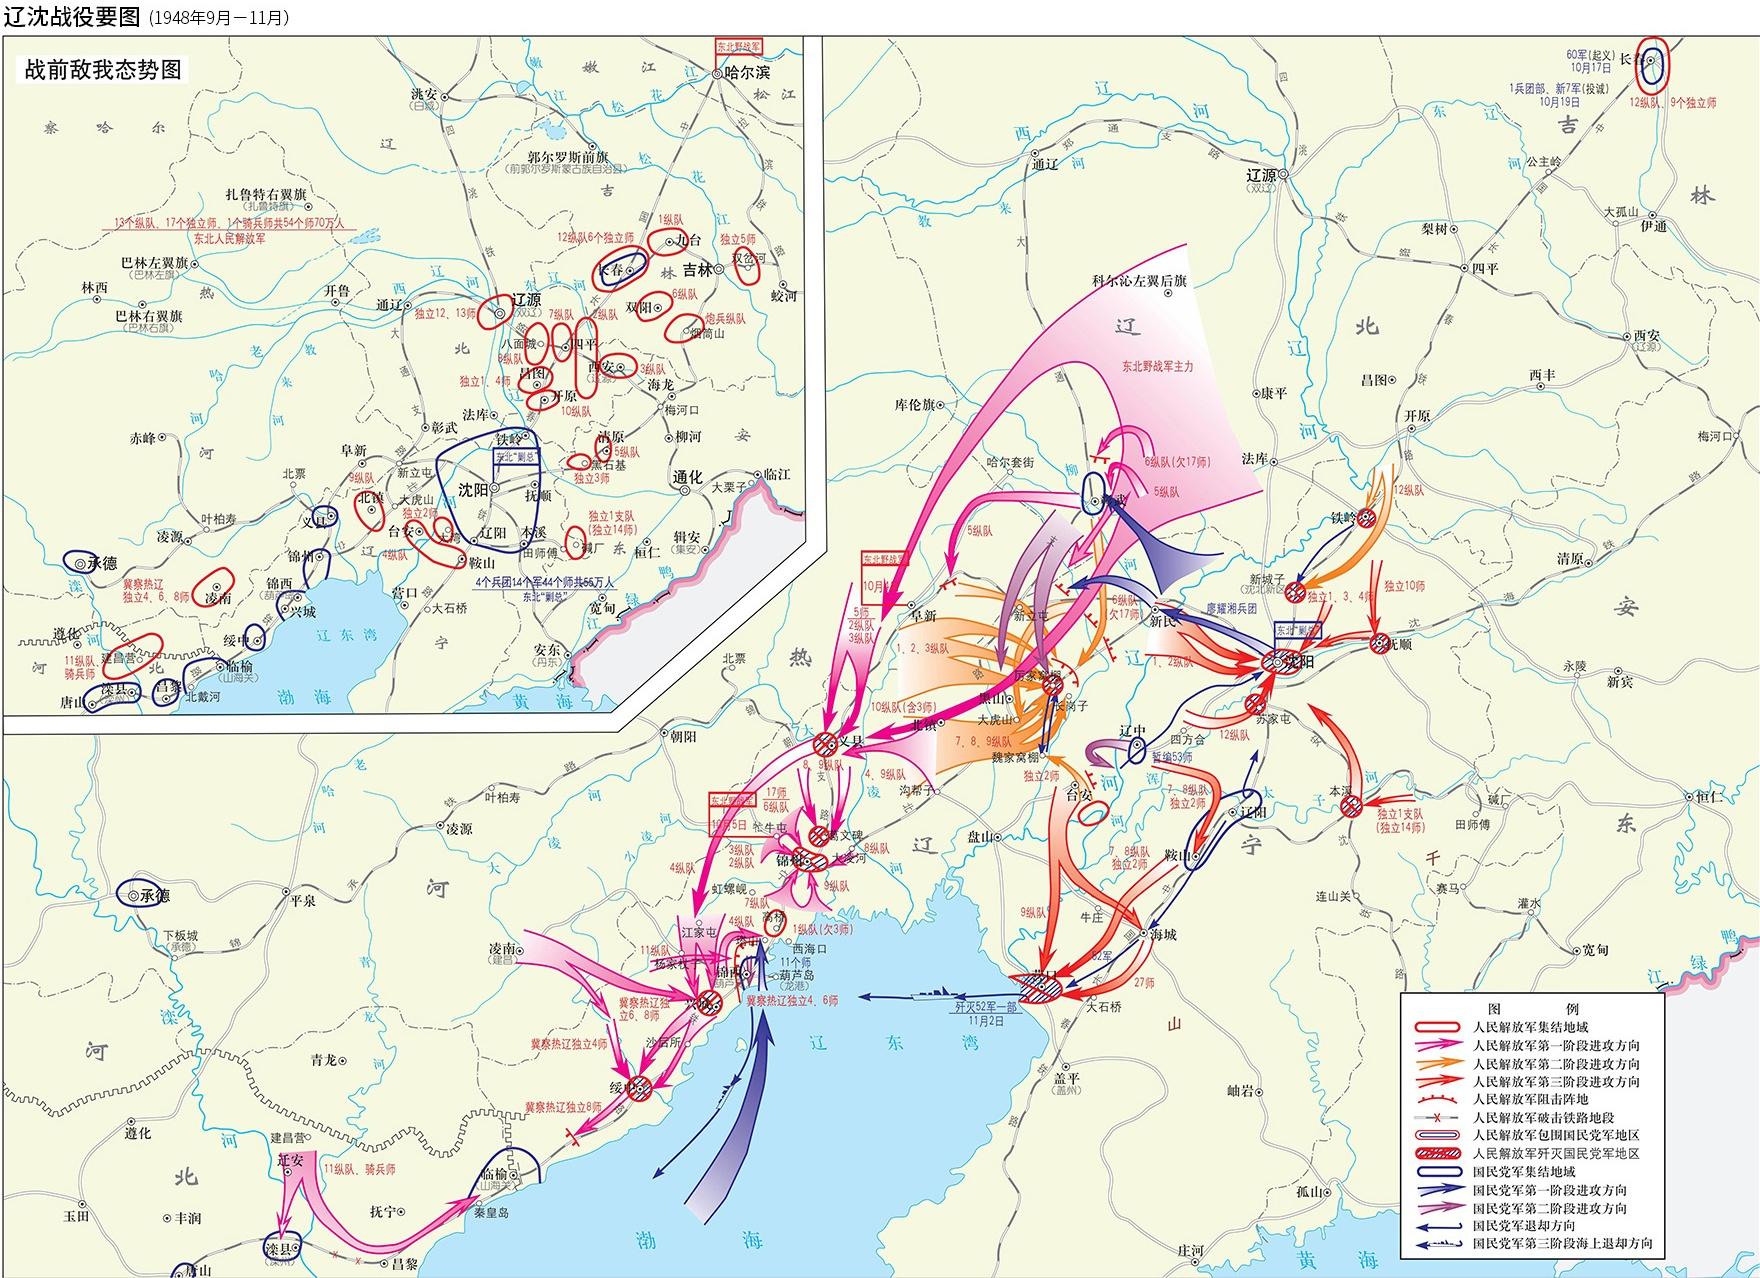 辽沈战役要图 (1948年9月－11月)
战前敌我态势图
东北野战军
哈尔滨
嫩江
松江
洮安
(白城)
察哈尔
郭尔罗斯前旗
(前郭尔罗斯蒙古族自治县)
扎鲁特右翼旗
(扎鲁特旗)
13个纵队、17个独立师、1个骑兵师共54个师70万人
东北人民解放军
巴林左翼旗
(巴林左旗)
林西
巴林右翼旗
(巴林右旗)
开鲁
通辽
热
河
辽
北
吉
林
12纵队6个独立师
1纵队
九台
独立5师
双岔河
长春
吉林
蛟河
双阳
6纵队
炮兵纵队
烟筒山
辽源
(双辽)
独立12、13师
7纵队
2纵队
八面城
四平
8纵队
西安
(辽源)
3纵队
昌图
独立1、4师
开原
10纵队
海龙
梅河口
法库
彰武
铁岭
东北“剿总”
清原
5纵队
黑石基
独立3师
柳河
安
东
通化
临江
大栗子
赤峰
阜新
北票
新立屯
9纵队
北镇
大虎山
独立2师
台安
大湾
4纵队
沈阳
抚顺
辽阳
本溪
田师傅
碱厂
独立1支队
(独立14师)
桓仁
辑安
(集安)
鞍山
义县
叶柏寿
凌源
承德
锦州
锦西
(葫芦岛)
兴城
绥中
冀察热辽
独立4、6、8师
凌南
4个兵团14个军44个师共55万人
东北“剿总”
营口
大石桥
宽甸
安东
(丹东)
遵化
11纵队、
骑兵师
建昌营
临榆
(山海关)
北戴河
唐山
滦县
昌黎
辽东湾
渤海
黄海
鸭
绿
江
60军(起义)
10月17日
长春
1兵团部、新7军(投诚)
10月19日
12纵队、9个独立师
吉
林
公主岭
大孤山
伊通
西辽河
通辽
辽源
(双辽)
梨树
四平
科尔沁左翼后旗
辽
北
东北野战军主力
西安
(辽源)
西丰
昌图
开原
康平
库伦旗
法库
梅河口
哈尔套街
6纵队(欠17师)
5纵队
彰武
5纵队
12纵队
铁岭
新城子
(沈北新区)
独立1、3、4师
独立10师
清原
东北野战军
10月4日
5师
2纵队
3纵队
阜新
新立屯
6纵队
欠17师
新民
廖耀湘兵团
东北“剿总”
沈阳
抚顺
1、2、3纵队
1、2纵队
厉家窝棚
永陵
新宾
安
东
北票
热
河
10纵队(含3师)
黑山
长岗子
北镇
大虎山
7、8、9纵队
魏家窝棚
苏家屯
12纵队
四方台
辽中
暂编53师
朝阳
义县
8、9纵队
4、9纵队
独立2师
台安
沟帮子
7、8纵队
独立2师
辽阳
本溪
独立1支队
(独立14师)
碱厂
田师傅
桓仁
叶柏寿
17师
6纵队
东北野战军
10月5日
忙牛屯
葛文碑
凌源
3纵队
2纵队
锦州
大凌河
8纵队
4纵队
盘山
辽
宁
鞍山
7、8纵队
独立2师
连山关
千
山
赛马
虹螺岘
7纵队
9纵队
承德
平泉
高桥
9纵队
牛庄
灌水
4纵队
1纵队(欠3师)
下板城
(承德)
江家屯
塔山
西海口
11个师
凌南
(建昌)
11纵队
杨家杖子
锦西
葫芦岛
(龙港)
海城
宽甸
52军
27师
营口
大石桥
冀察热辽独
立6、8师
兴城
冀察热辽独立4、6师
歼灭52军一部
11月2日
沙后所
冀察热辽独立4师
绥中
冀察热辽独立8师
青龙
盖平
(盖州)
岫岩
孤山
庄河
遵化
建昌营
迁安
11纵队、骑兵师
临榆
(山海关)
秦皇岛
抚宁
玉田
丰润
滦县
(滦州)
唐山
昌黎
河
北
辽东湾
渤海
黄海
鸭绿江
图例
人民解放军集结地域
人民解放军第一阶段进攻方向
人民解放军第二阶段进攻方向
人民解放军第三阶段进攻方向
人民解放军阻击阵地
人民解放军破击铁路地段
人民解放军包围国民党军地区
人民解放军歼灭国民党军地区
国民党军集结地域
国民党军第一阶段进攻方向
国民党军第二阶段进攻方向
国民党军退却方向
国民党军第三阶段海上退却方向